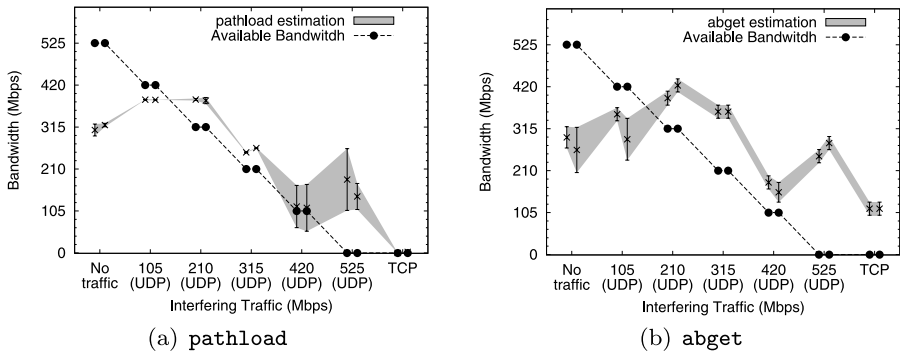 pathload estimation
Available Bandwitdh
Bandwidth (Mbps)
525
420
315
210
105
0
No traffic
105 (UDP)
210 (UDP)
315 (UDP)
420 (UDP)
525 (UDP)
TCP
Interfering Traffic (Mbps)
(a) pathload
abget estimation
Available Bandwitdh
Bandwidth (Mbps)
525
420
315
210
105
0
No traffic
105 (UDP)
210 (UDP)
315 (UDP)
420 (UDP)
525 (UDP)
TCP
Interfering Traffic (Mbps)
(b) abget